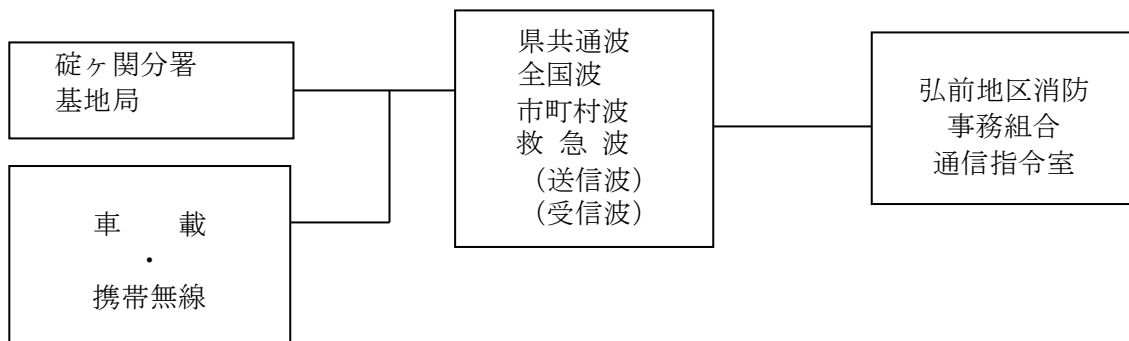 碇ヶ関分署
基地局
車　　載
・
携帯無線
県共通波
全国波
市町村波
救 急 波
（送信波）
（受信波）
弘前地区消防
事務組合
通信指令室